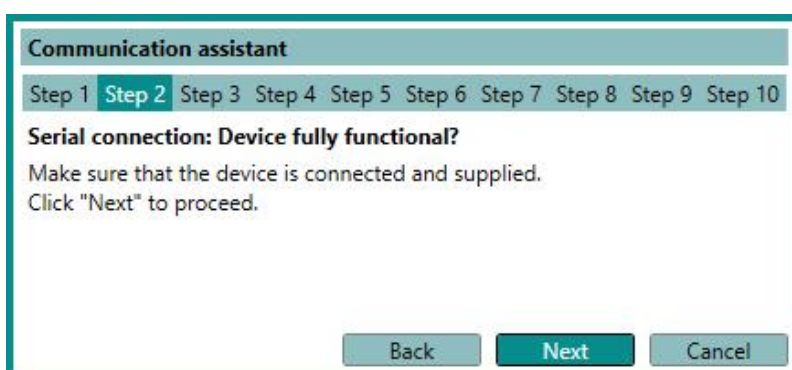 Communication assistant
Step 1 Step 2 Step 3 Step 4 Step 5 Step 6 Step 7 Step 8 Step 9 Step 10
Serial connection: Device fully functional?
Make sure that the device is connected and supplied.
Click "Next" to proceed.
Back Next Cancel